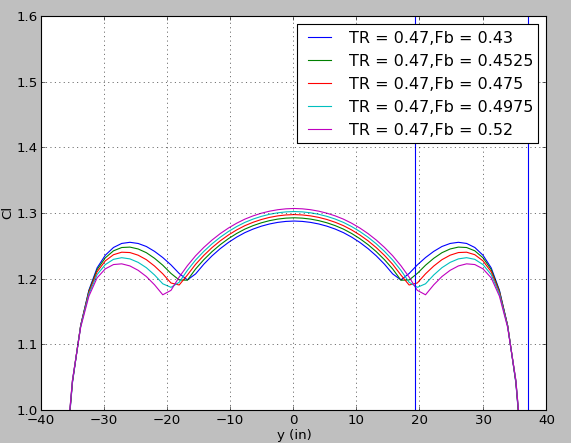 1.6
1.5
1.4
1.3
1.2
1.1
1.0
Cl
TR = 0.47,Fb = 0.43
TR = 0.47,Fb = 0.4525
TR = 0.47,Fb = 0.475
TR = 0.47,Fb = 0.4975
TR = 0.47,Fb = 0.52
−40 −30 −20 −10 0 10 20 30 40
y (in)